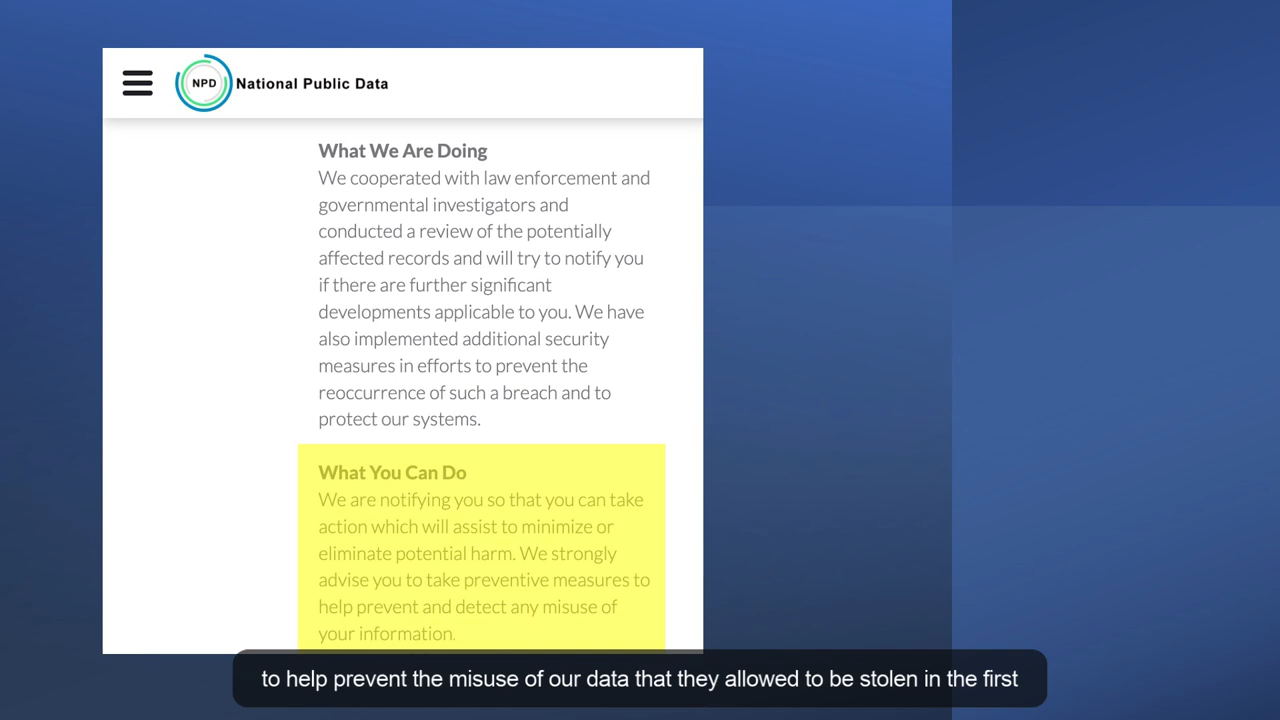 NPD National Public Data
What We Are Doing
We cooperated with law enforcement and
governmental investigators and
conducted a review of the potentially
affected records and will try to notify you
if there are further significant
developments applicable to you. We have
also implemented additional security
measures in efforts to prevent the
reoccurrence of such a breach and to
protect our systems.
What You Can Do
We are notifying you so that you can take
action which will assist to minimize or
eliminate potential harm. We strongly
advise you to take preventive measures to
help prevent and detect any misuse of
your information.
to help prevent the misuse of our data that they allowed to be stolen in the first